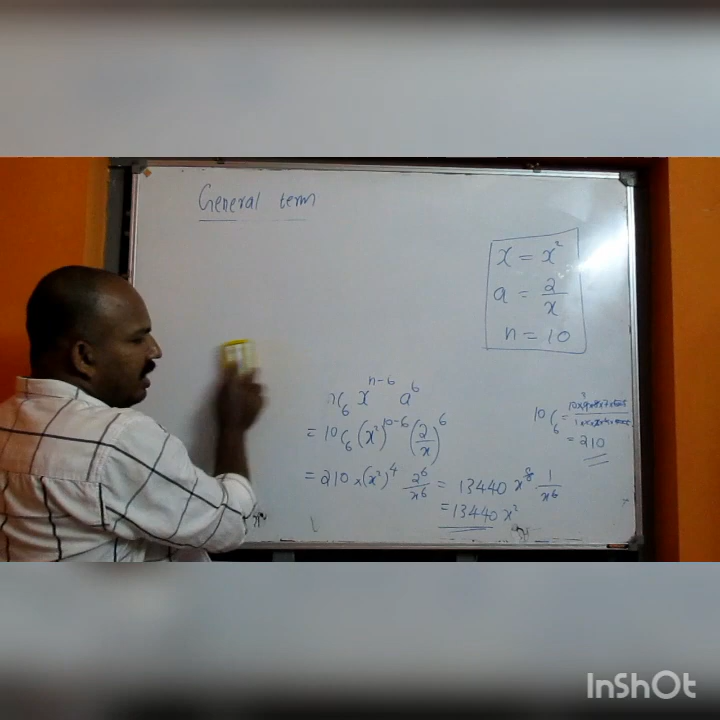 General term
x = x²
a = 2/x
n = 10
nC₆ x^(n-6) a^6
= 10C₆ (x²)^(10-6) (2/x)^6
= 210 × (x²)^4 2^6/x^6 = 13440 x^8 1/x^6
= 13440 x²
10C₆ =
= 210
InShOt